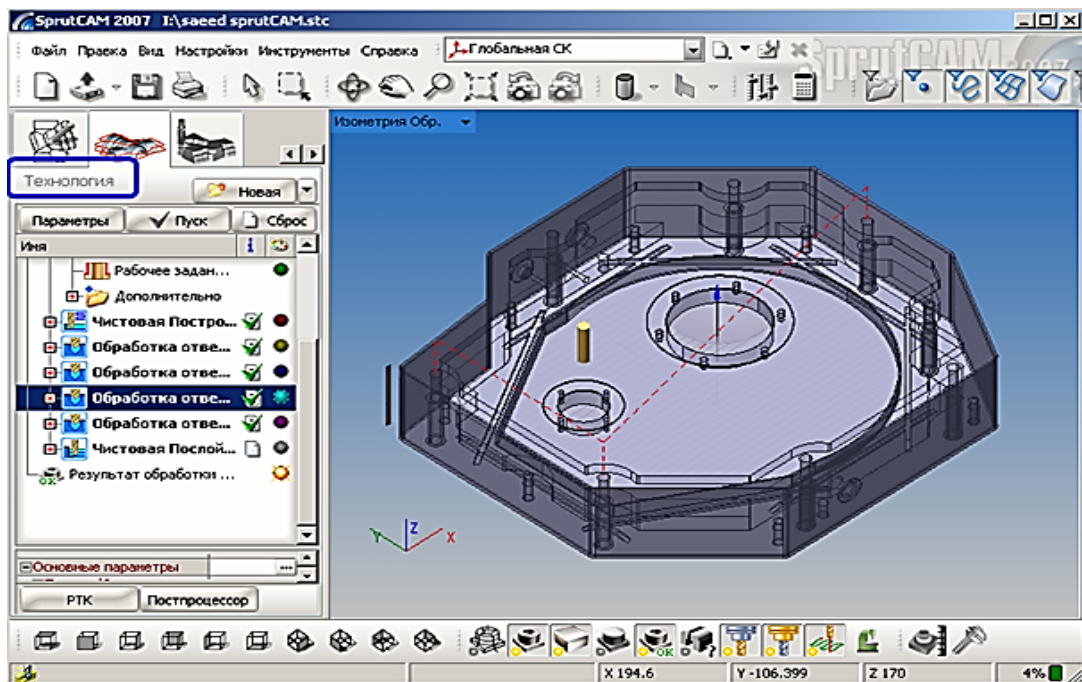 SprutCAM 2007 I:\saeed sprutCAM.stc
Файл Правка Вид Настройки Инструменты Справка Глобальная СК
SprutCAM 2007
Изометрия Обр.
Технология
Новая
Параметры Пуск Сброс
Имя
Рабочее задан...
Дополнительно
Чистовая Постро...
Обработка отве...
Обработка отве...
Обработка отве...
Обработка отве...
Чистовая Послой...
Результат обработки ...
Основные параметры
РТК Постпроцессор
Z
Y X
X 194.6 Y -106.399 Z 170 4%